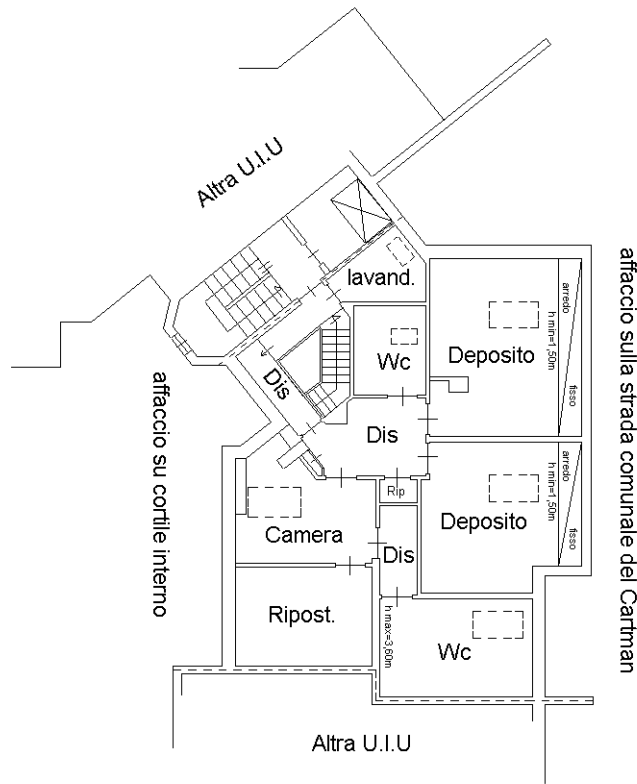 Altra U.I.U
lavand.
Wc
Deposito
arredo
h min=1,50m
fisso
Dis
Dis
Rip
Camera
Dis
Deposito
arredo
h min=1,50m
fisso
Ripost.
h max=3,60m
Wc
Altra U.I.U
affaccio su cortile interno
affaccio sulla strada comunale del Cartman